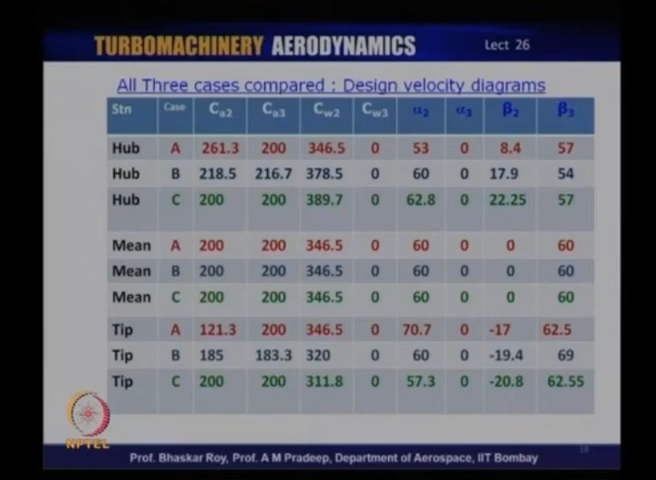 TURBOMACHINERY AERODYNAMICS Lect 26
All Three cases compared : Design velocity diagrams
Stn Case Ca2 Ca3 Cw2 Cw3 α2 α3 β2 β3
Hub A 261.3 200 346.5 0 53 0 8.4 57
Hub B 218.5 216.7 378.5 0 60 0 17.9 54
Hub C 200 200 389.7 0 62.8 0 22.25 57
Mean A 200 200 346.5 0 60 0 0 60
Mean B 200 200 346.5 0 60 0 0 60
Mean C 200 200 346.5 0 60 0 0 60
Tip A 121.3 200 346.5 0 70.7 0 -17 62.5
Tip B 185 183.3 320 0 60 0 -19.4 69
Tip C 200 200 311.8 0 57.3 0 -20.8 62.55
NPTEL
18
Prof. Bhaskar Roy, Prof. A M Pradeep, Department of Aerospace, IIT Bombay